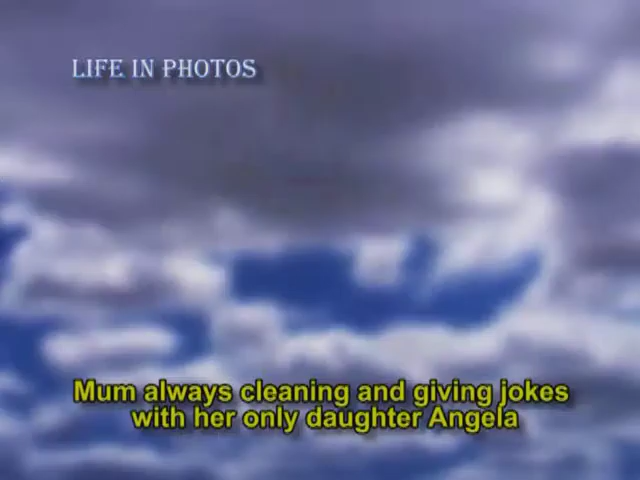 LIFE IN PHOTOS
Mum always cleaning and giving jokes
with her only daughter Angela